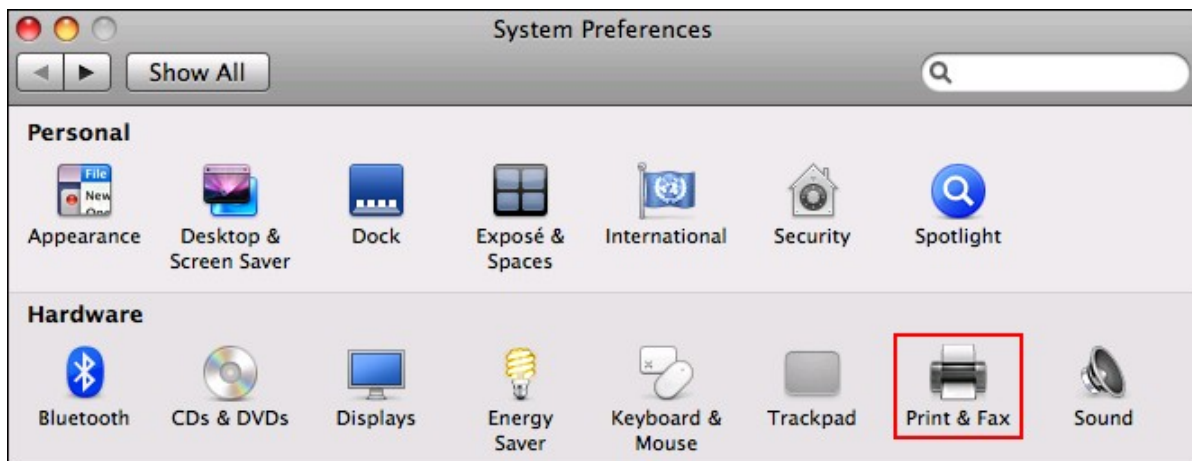 System Preferences
Show All
Personal
File
New
One
Appearance
Desktop &
Screen Saver
Dock
Exposé &
Spaces
International
Security
Spotlight
Hardware
Bluetooth
CDs & DVDs
Displays
Energy
Saver
Keyboard &
Mouse
Trackpad
Print & Fax
Sound